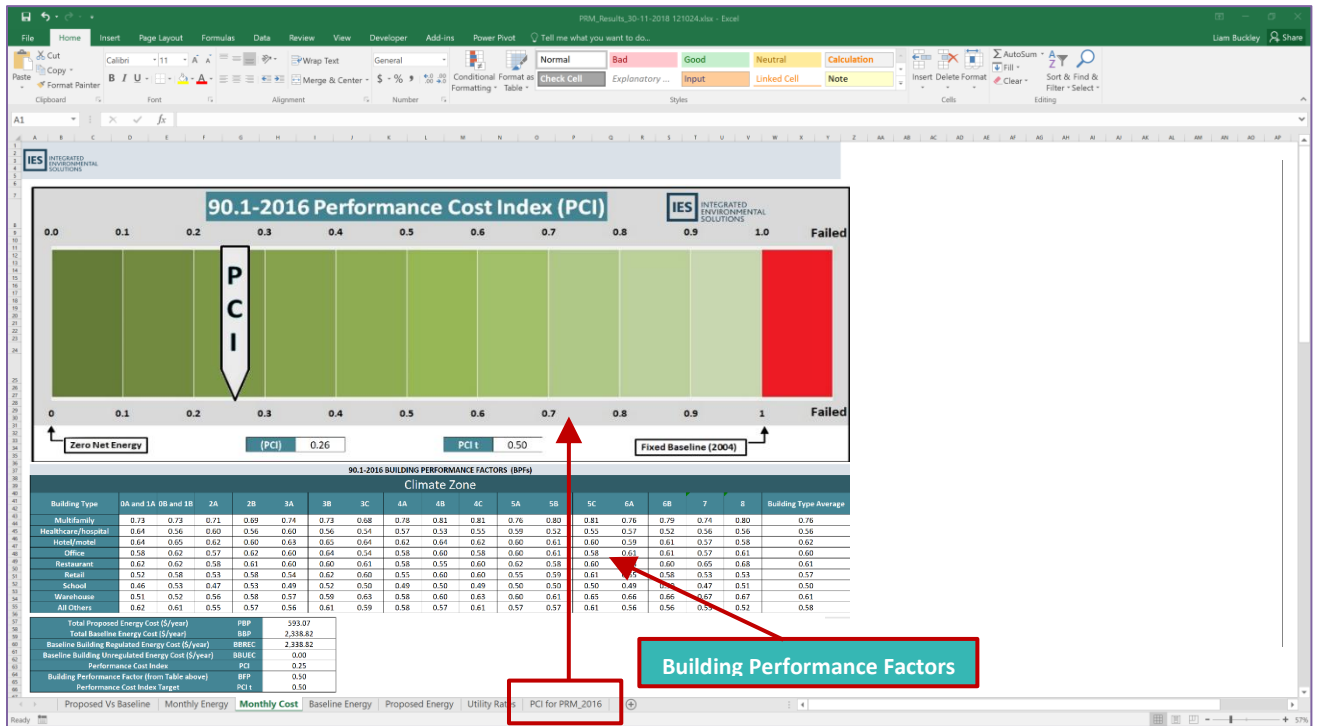 PRM_Results_30-11-2018 121024.xlsx - Excel
File Home Insert Page Layout Formulas Data Review View Developer Add-ins Power Pivot Tell me what you want to do... Liam Buckley Share
Cut Calibri 11 Wrap Text General Normal Bad Good Neutral Calculation AutoSum
Copy Fill
Paste Format Painter B I U Merge & Center $ % Conditional Formatting Format as Table Check Cell Explanatory ... Input Linked Cell Note Insert Delete Format Clear Sort & Filter Find & Select
Clipboard Font Alignment Number Styles Cells Editing
A1 fx
A B C D E F G H I J K L M N O P Q R S T U V W X Y Z AA AB AC AD AE AF AG AH AI AJ AK AL AM AN AO AP
IES INTEGRATED ENVIRONMENTAL SOLUTIONS
90.1-2016 Performance Cost Index (PCI)
IES INTEGRATED ENVIRONMENTAL SOLUTIONS
0.0 0.1 0.2 0.3 0.4 0.5 0.6 0.7 0.8 0.9 1.0 Failed
P
C
I
0 0.1 0.2 0.3 0.4 0.5 0.6 0.7 0.8 0.9 1 Failed
Zero Net Energy (PCI) 0.26 PCI t 0.50 Fixed Baseline (2004)
90.1-2016 BUILDING PERFORMANCE FACTORS (BPFs)
Climate Zone
Building Type 0A and 1A 0B and 1B 2A 2B 3A 3B 3C 4A 4B 4C 5A 5B 5C 6A 6B 7 8 Building Type Average
Multifamily 0.73 0.73 0.71 0.69 0.74 0.73 0.68 0.78 0.81 0.81 0.76 0.80 0.81 0.76 0.79 0.74 0.80 0.76
Healthcare/hospital 0.64 0.56 0.60 0.56 0.60 0.56 0.54 0.57 0.53 0.55 0.59 0.52 0.55 0.57 0.52 0.56 0.56 0.56
Hotel/motel 0.64 0.65 0.62 0.60 0.63 0.65 0.64 0.62 0.64 0.62 0.60 0.61 0.60 0.59 0.61 0.57 0.58 0.62
Office 0.58 0.62 0.57 0.62 0.60 0.64 0.54 0.58 0.60 0.58 0.60 0.61 0.58 0.61 0.61 0.57 0.61 0.60
Restaurant 0.62 0.62 0.58 0.61 0.60 0.60 0.61 0.58 0.55 0.60 0.62 0.58 0.60 0.60 0.65 0.68 0.61
Retail 0.52 0.58 0.53 0.58 0.54 0.62 0.60 0.55 0.60 0.60 0.55 0.59 0.61 0.58 0.53 0.53 0.57
School 0.46 0.53 0.47 0.53 0.49 0.52 0.50 0.49 0.50 0.49 0.50 0.50 0.50 0.49 0.47 0.51 0.50
Warehouse 0.51 0.52 0.56 0.58 0.57 0.59 0.63 0.58 0.60 0.63 0.60 0.61 0.65 0.66 0.66 0.67 0.67 0.61
All Others 0.62 0.61 0.55 0.57 0.56 0.61 0.59 0.58 0.57 0.61 0.57 0.57 0.61 0.56 0.56 0.52 0.58
Total Proposed Energy Cost ($/year) PBP 593.07
Total Baseline Energy Cost ($/year) BBP 2,338.82
Baseline Building Regulated Energy Cost ($/year) BBREC 2,338.82
Baseline Building Unregulated Energy Cost ($/year) BBUEC 0.00
Performance Cost Index PCI 0.25
Building Performance Factor (from Table above) BFP 0.50
Performance Cost Index Target PCI t 0.50
Building Performance Factors
Proposed Vs Baseline Monthly Energy Monthly Cost Baseline Energy Proposed Energy Utility Rates PCI for PRM_2016
Ready 57%